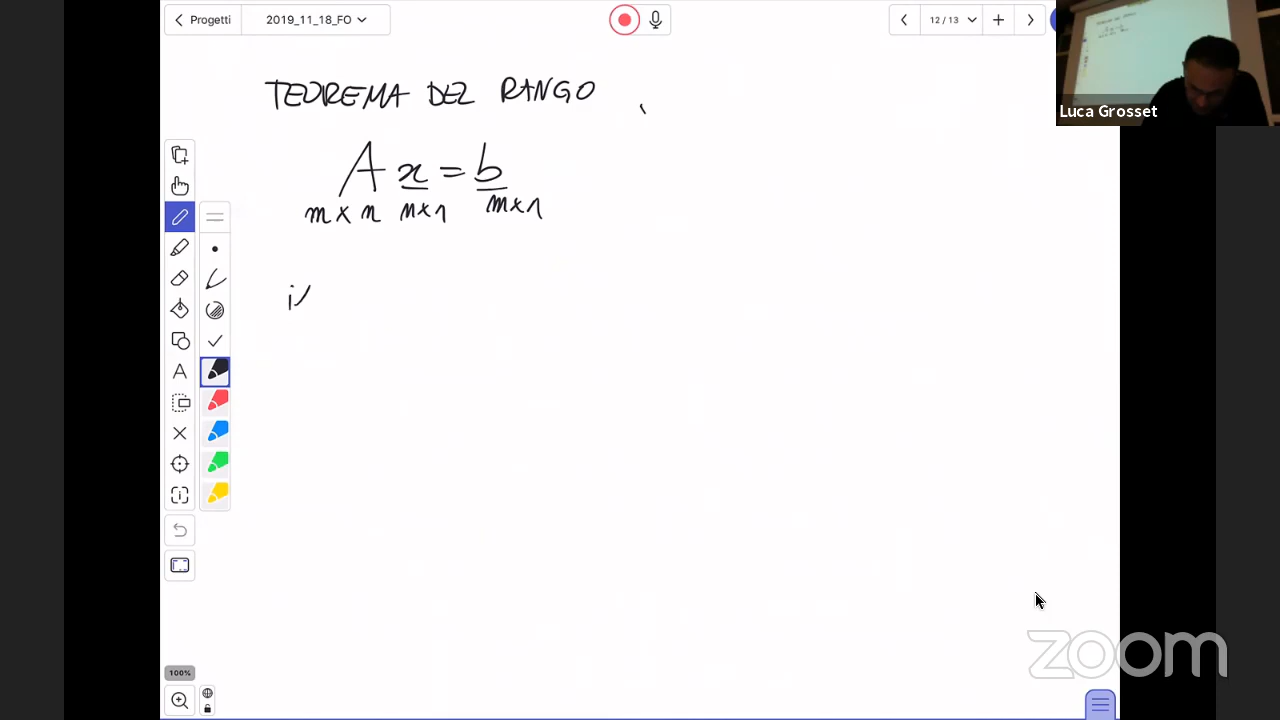 Progetti
2019_11_18_FO
12 / 13
Luca Grosset
TEOREMA DEL RANGO
A x = b
m x n n x 1 m x 1
A
100%
zoom